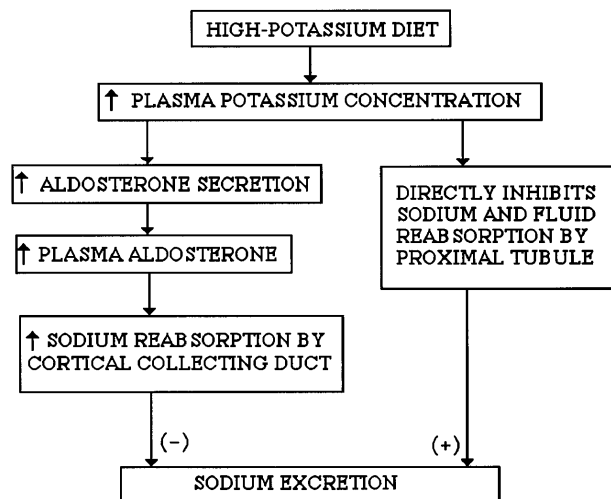 HIGH-POTASSIUM DIET
↑ PLASMA POTASSIUM CONCENTRATION
↑ ALDOSTERONE SECRETION
↑ PLASMA ALDOSTERONE
↑ SODIUM REABSORPTION BY
CORTICAL COLLECTING DUCT
DIRECTLY INHIBITS
SODIUM AND FLUID
REABSORPTION BY
PROXIMAL TUBULE
(-)
(+)
SODIUM EXCRETION